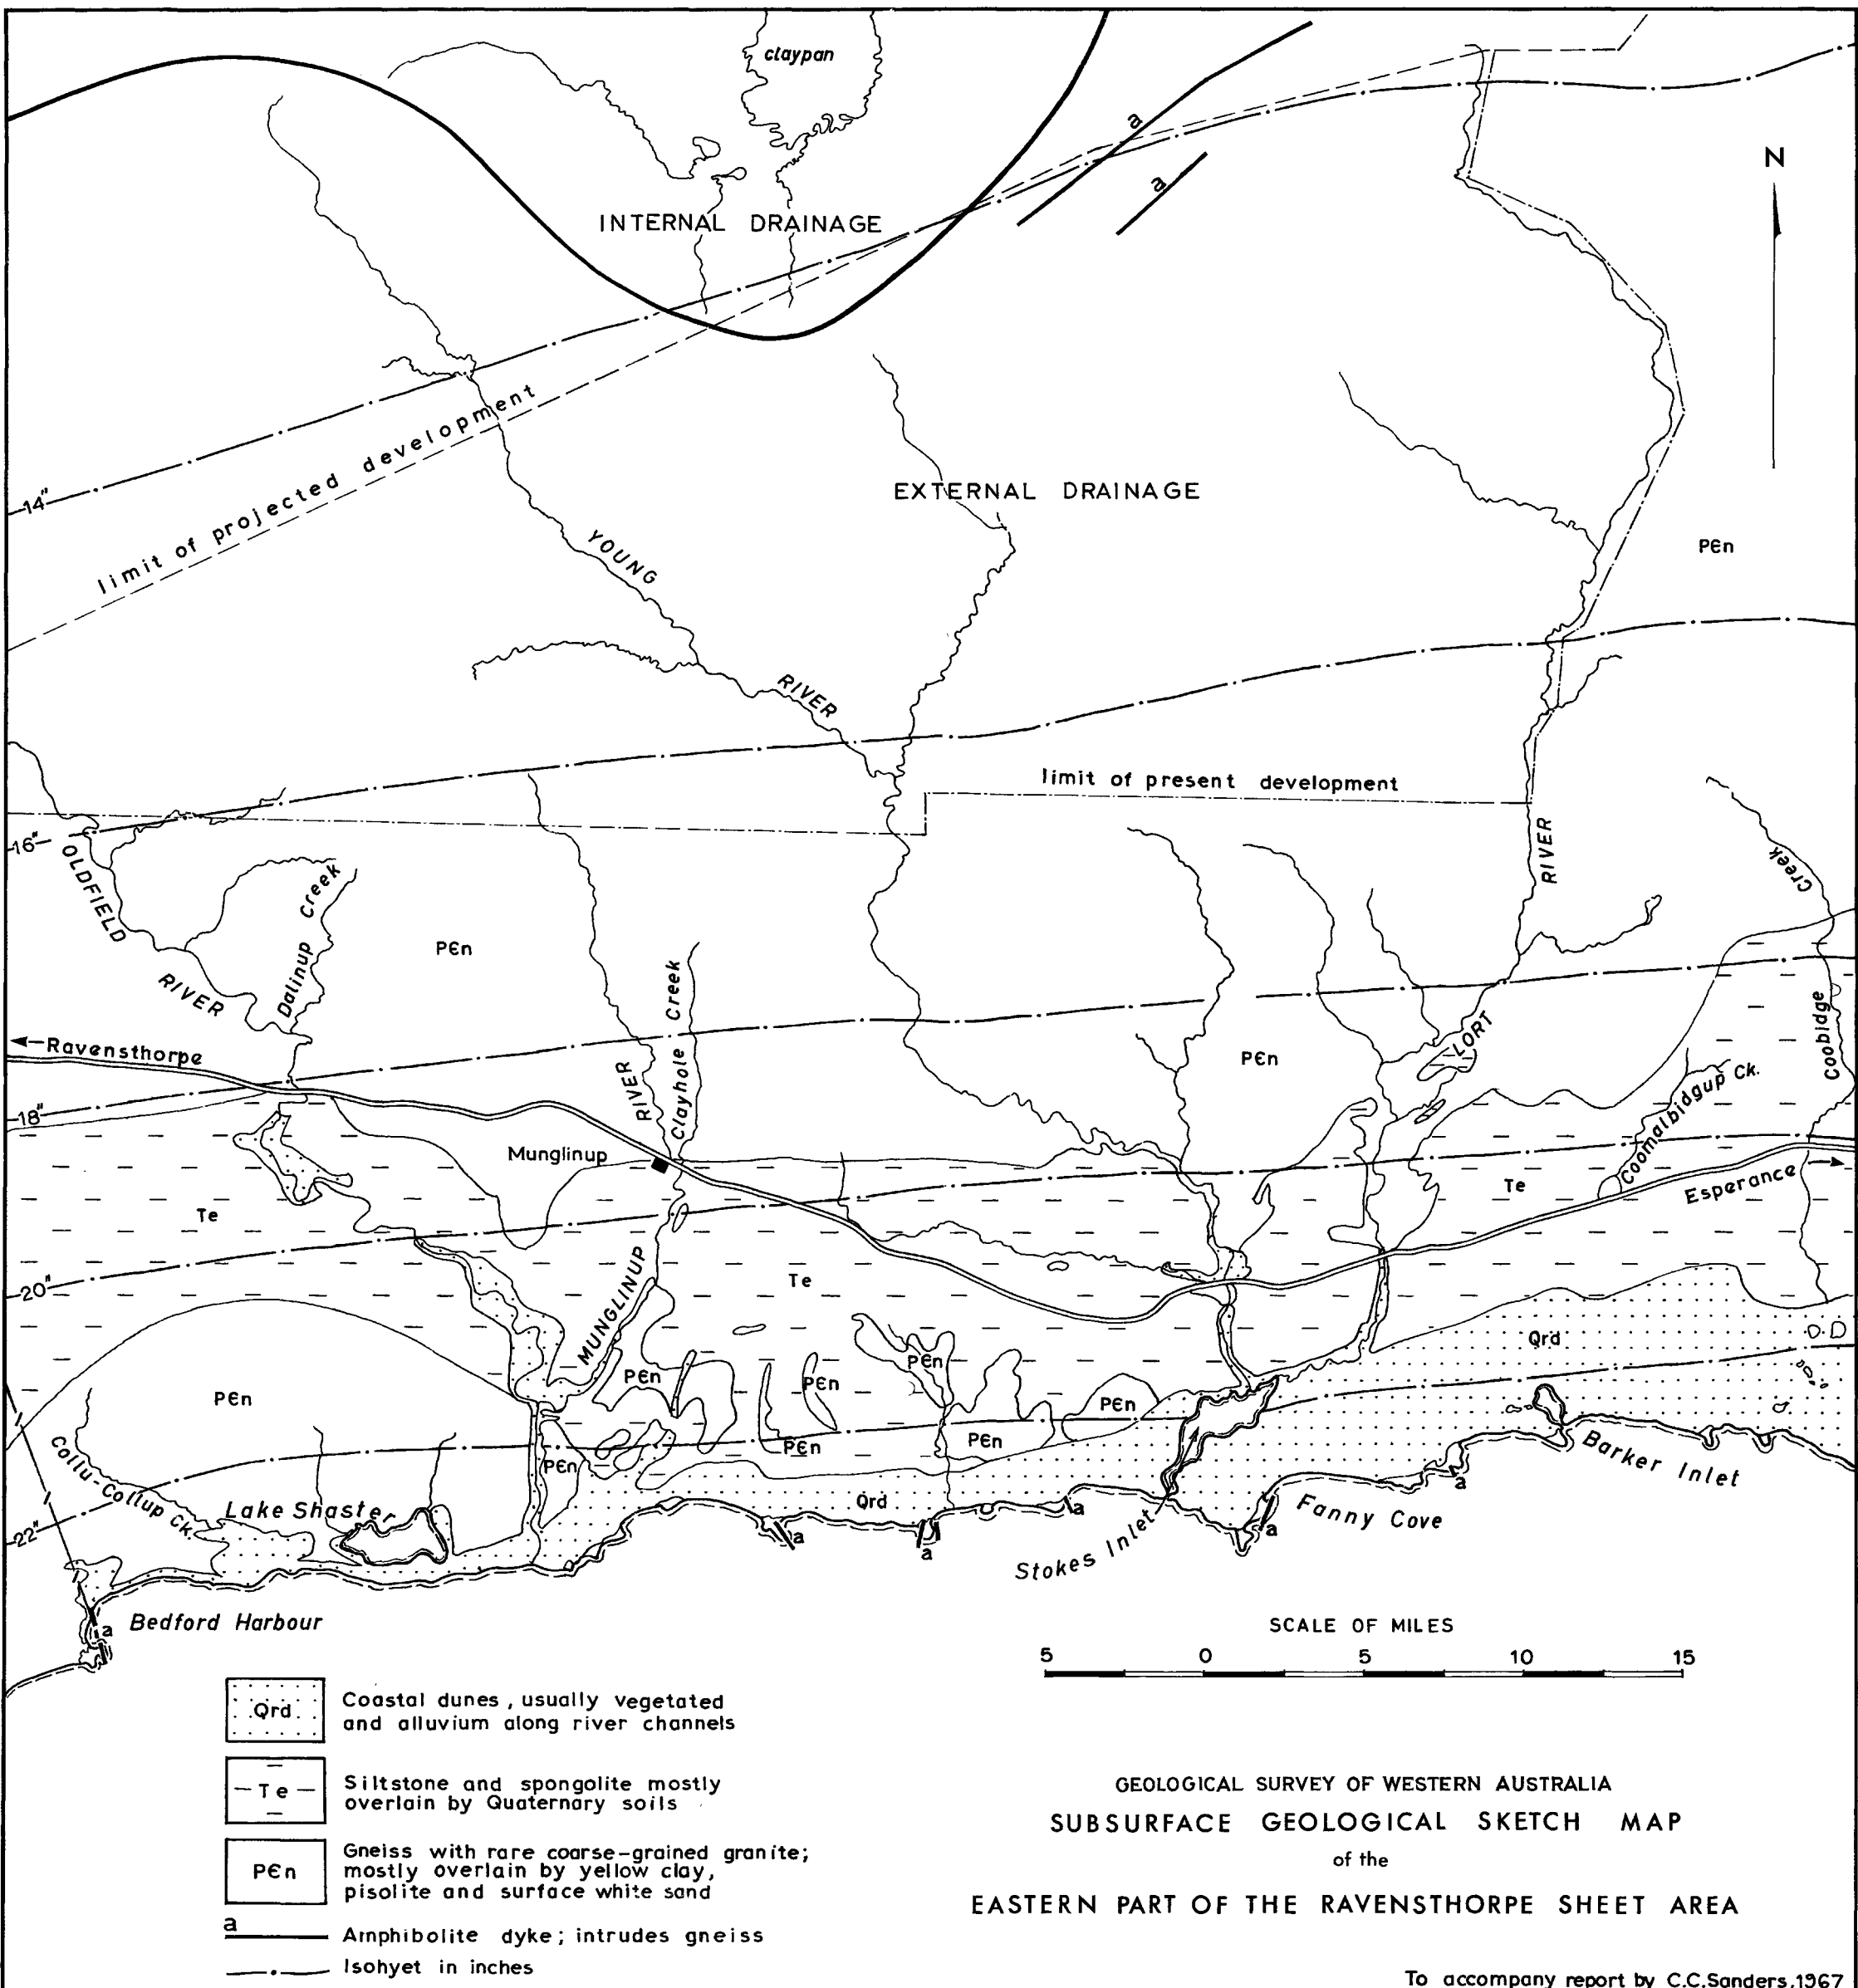 claypan
a
N
a
INTERNAL DRAINAGE
limit of projected development
14"
EXTERNAL DRAINAGE
PЄn
YOUNG
RIVER
limit of present development
16"
OLDFIELD
RIVER
Dalinup Creek
PЄn
RIVER
Creek
Coobidge
Clayhole Creek
RIVER
LORT
PЄn
Ravensthorpe
18"
Munglinup
Coomalbidgup Ck.
Te
Esperance
Te
20"
Te
MUNGLINUP
Qrd
D.D
PЄn
PЄn
PЄn
PЄn
PЄn
PЄn
PЄn
PЄn
Collu-Collup Ck.
Lake Shaster
22"
Qrd
a
a
a
a
a
Stokes Inlet
Fanny Cove
Barker Inlet
a
Bedford Harbour
SCALE OF MILES
5 0 5 10 15
Qrd
Coastal dunes, usually vegetated
and alluvium along river channels
Te
Siltstone and spongolite mostly
overlain by Quaternary soils
PЄn
Gneiss with rare coarse-grained granite;
mostly overlain by yellow clay,
pisolite and surface white sand
a
Amphibolite dyke; intrudes gneiss
Isohyet in inches
GEOLOGICAL SURVEY OF WESTERN AUSTRALIA
SUBSURFACE GEOLOGICAL SKETCH MAP
of the
EASTERN PART OF THE RAVENSTHORPE SHEET AREA
To accompany report by C.C.Sanders,1967